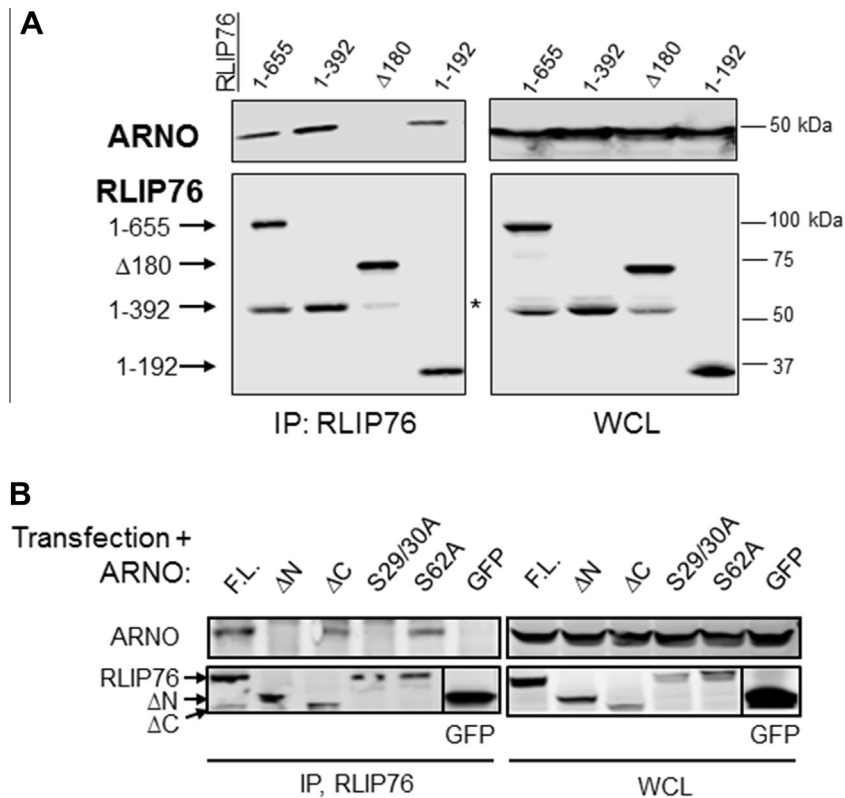 A
RLIP76
1-655
1-392
Δ180
1-192
1-655
1-392
Δ180
1-192
ARNO
50 kDa
RLIP76
1-655
Δ180
1-392
1-192
*
100 kDa
75
50
37
IP: RLIP76
WCL
B
Transfection +
ARNO:
F.L.
ΔN
ΔC
S29/30A
S62A
GFP
F.L.
ΔN
ΔC
S29/30A
S62A
GFP
ARNO
RLIP76
ΔN
ΔC
GFP
GFP
IP, RLIP76
WCL